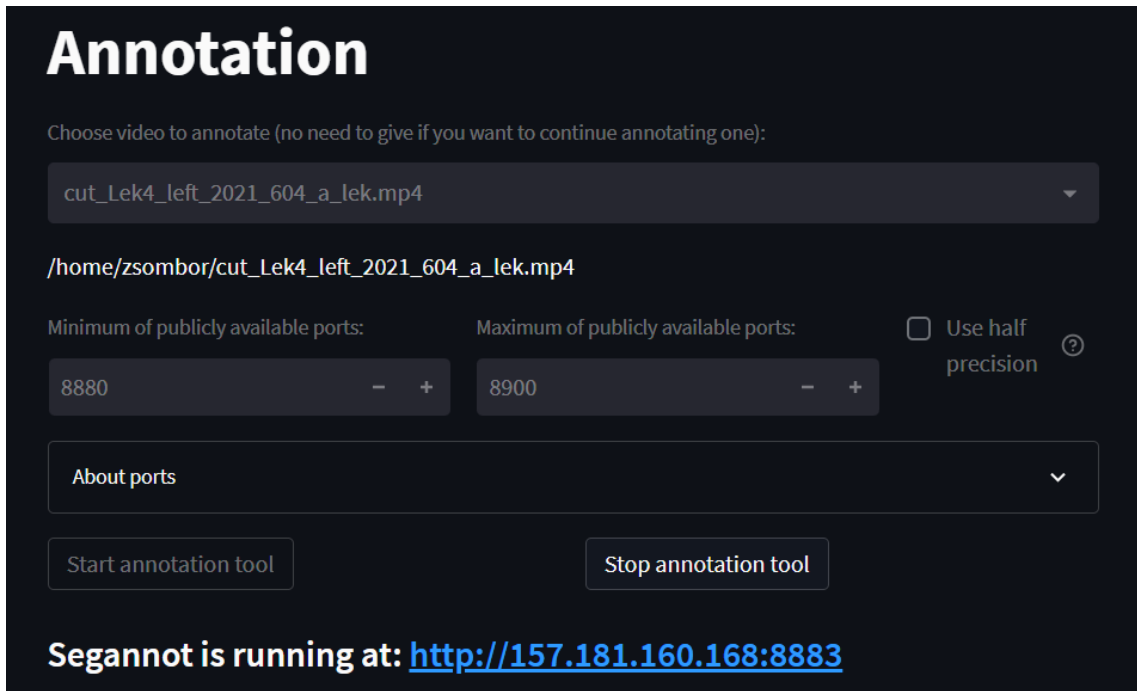 Annotation
Choose video to annotate (no need to give if you want to continue annotating one):
cut_Lek4_left_2021_604_a_lek.mp4
/home/zsombor/cut_Lek4_left_2021_604_a_lek.mp4
Minimum of publicly available ports:
8880
Maximum of publicly available ports:
8900
Use half
precision
About ports
Start annotation tool
Stop annotation tool
Segannot is running at: http://157.181.160.168:8883